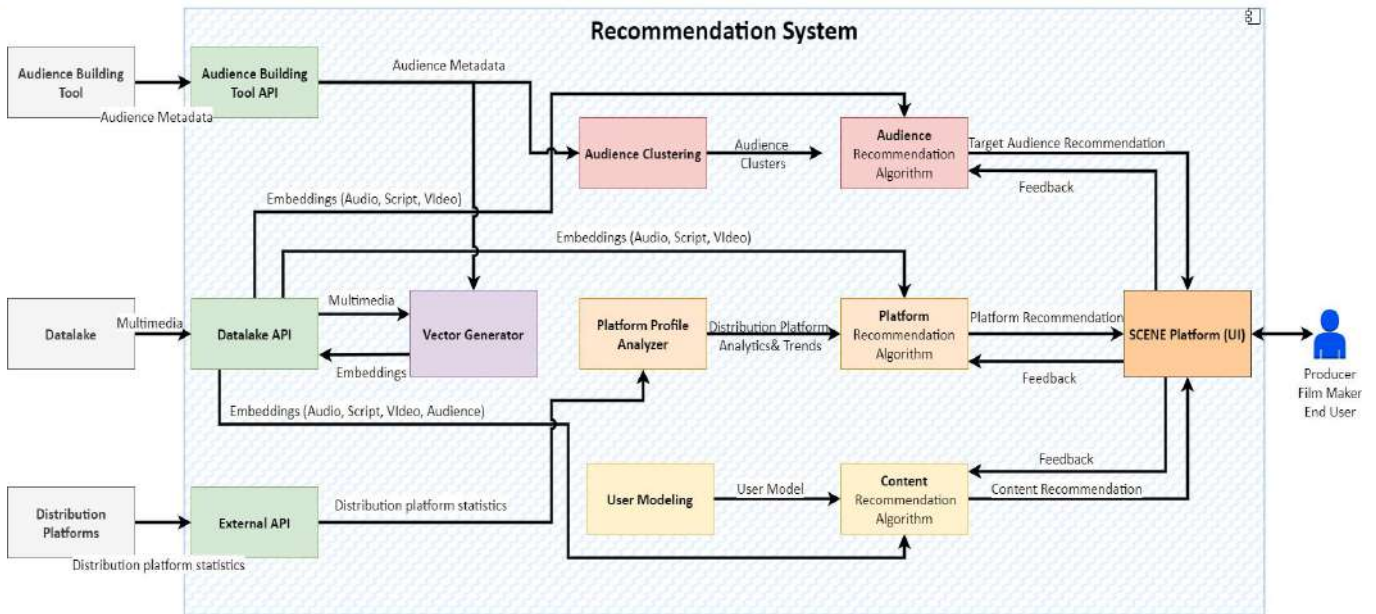 Recommendation System
Audience Building
Tool
Audience Metadata
Audience Building
Tool API
Audience Metadata
Audience Clustering
Audience
Clusters
Audience
Recommendation
Algorithm
Target Audience Recommendation
Feedback
Embeddings (Audio, Script, VIdeo)
Embeddings (Audio, Script, VIdeo)
Datalake
Multimedia
Datalake API
Multimedia
Embeddings
Vector Generator
Platform Profile
Analyzer
Distribution Platform
Analytics& Trends
Platform
Recommendation
Algorithm
Platform Recommendation
Feedback
SCENE Platform (UI)
Producer
Film Maker
End User
Embeddings (Audio, Script, VIdeo, Audience)
User Modeling
User Model
Content
Recommendation
Algorithm
Feedback
Content Recommendation
Distribution
Platforms
Distribution platform statistics
External API
Distribution platform statistics